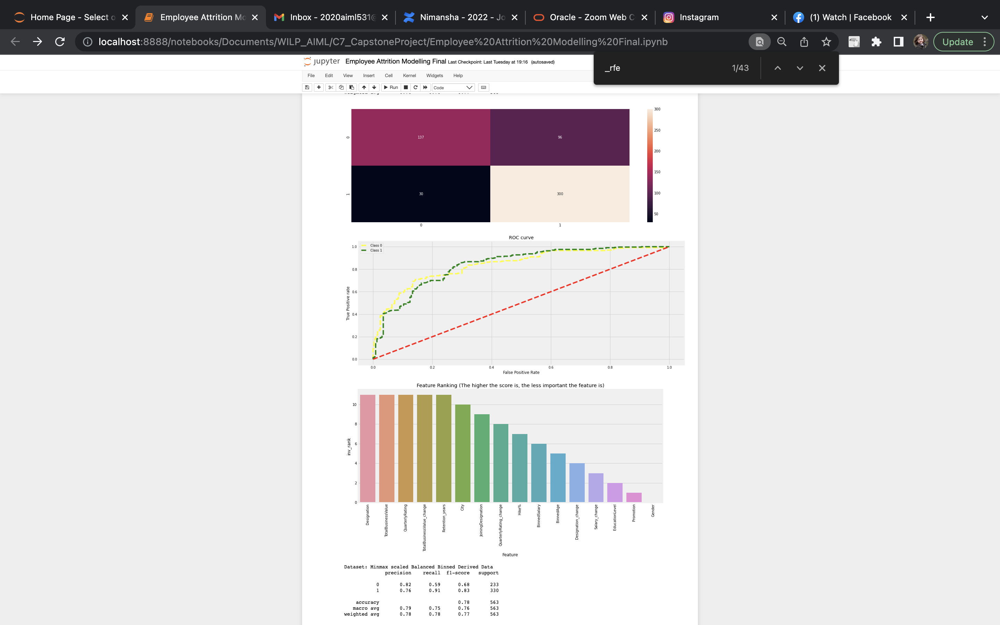 Home Page - Select o
Employee Attrition Mo
Inbox - 2020aiml531@
Nimansha - 2022 - Jo
Oracle - Zoom Web C
Instagram
(1) Watch | Facebook
localhost:8888/notebooks/Documents/WILP_AIML/C7_CapstoneProject/Employee%20Attrition%20Modelling%20Final.ipynb
Update
_rfe 1/43
jupyter Employee Attrition Modelling Final Last Checkpoint: Last Tuesday at 19:16 (autosaved)
File Edit View Insert Cell Kernel Widgets Help
Run Code
137 96
30 300
0
1
0 1
300
250
200
150
100
50
ROC curve
Class 0
Class 1
True Positive rate
1.0
0.8
0.6
0.4
0.2
0.0
0.0 0.2 0.4 0.6 0.8 1.0
False Positive Rate
Feature Ranking (The higher the score is, the less important the feature is)
inv_rank
10
8
6
4
2
0
Designation
TotalBusinessValue
QuarterlyRating
TotalBusinessValue_change
Retention_years
City
JoiningDesignation
QuarterlyRating_change
Hike%
BinnedSalary
BinnedAge
Designation_change
Salary_change
EducationLevel
Promotion
Gender
Feature
Dataset: Minmax scaled Balanced Binned Derived Data
precision recall f1-score support
0 0.82 0.59 0.68 233
1 0.76 0.91 0.83 330
accuracy 0.78 563
macro avg 0.79 0.75 0.76 563
weighted avg 0.78 0.78 0.77 563